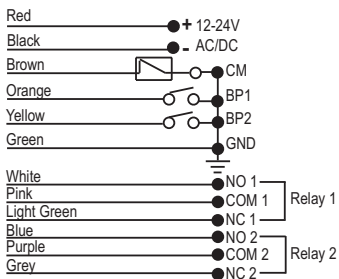 Red
+ 12-24V
Black
- AC/DC
Brown
CM
Orange
BP1
Yellow
BP2
Green
GND
White
NO 1
Pink
COM 1
Relay 1
Light Green
NC 1
Blue
NO 2
Purple
COM 2
Relay 2
Grey
NC 2